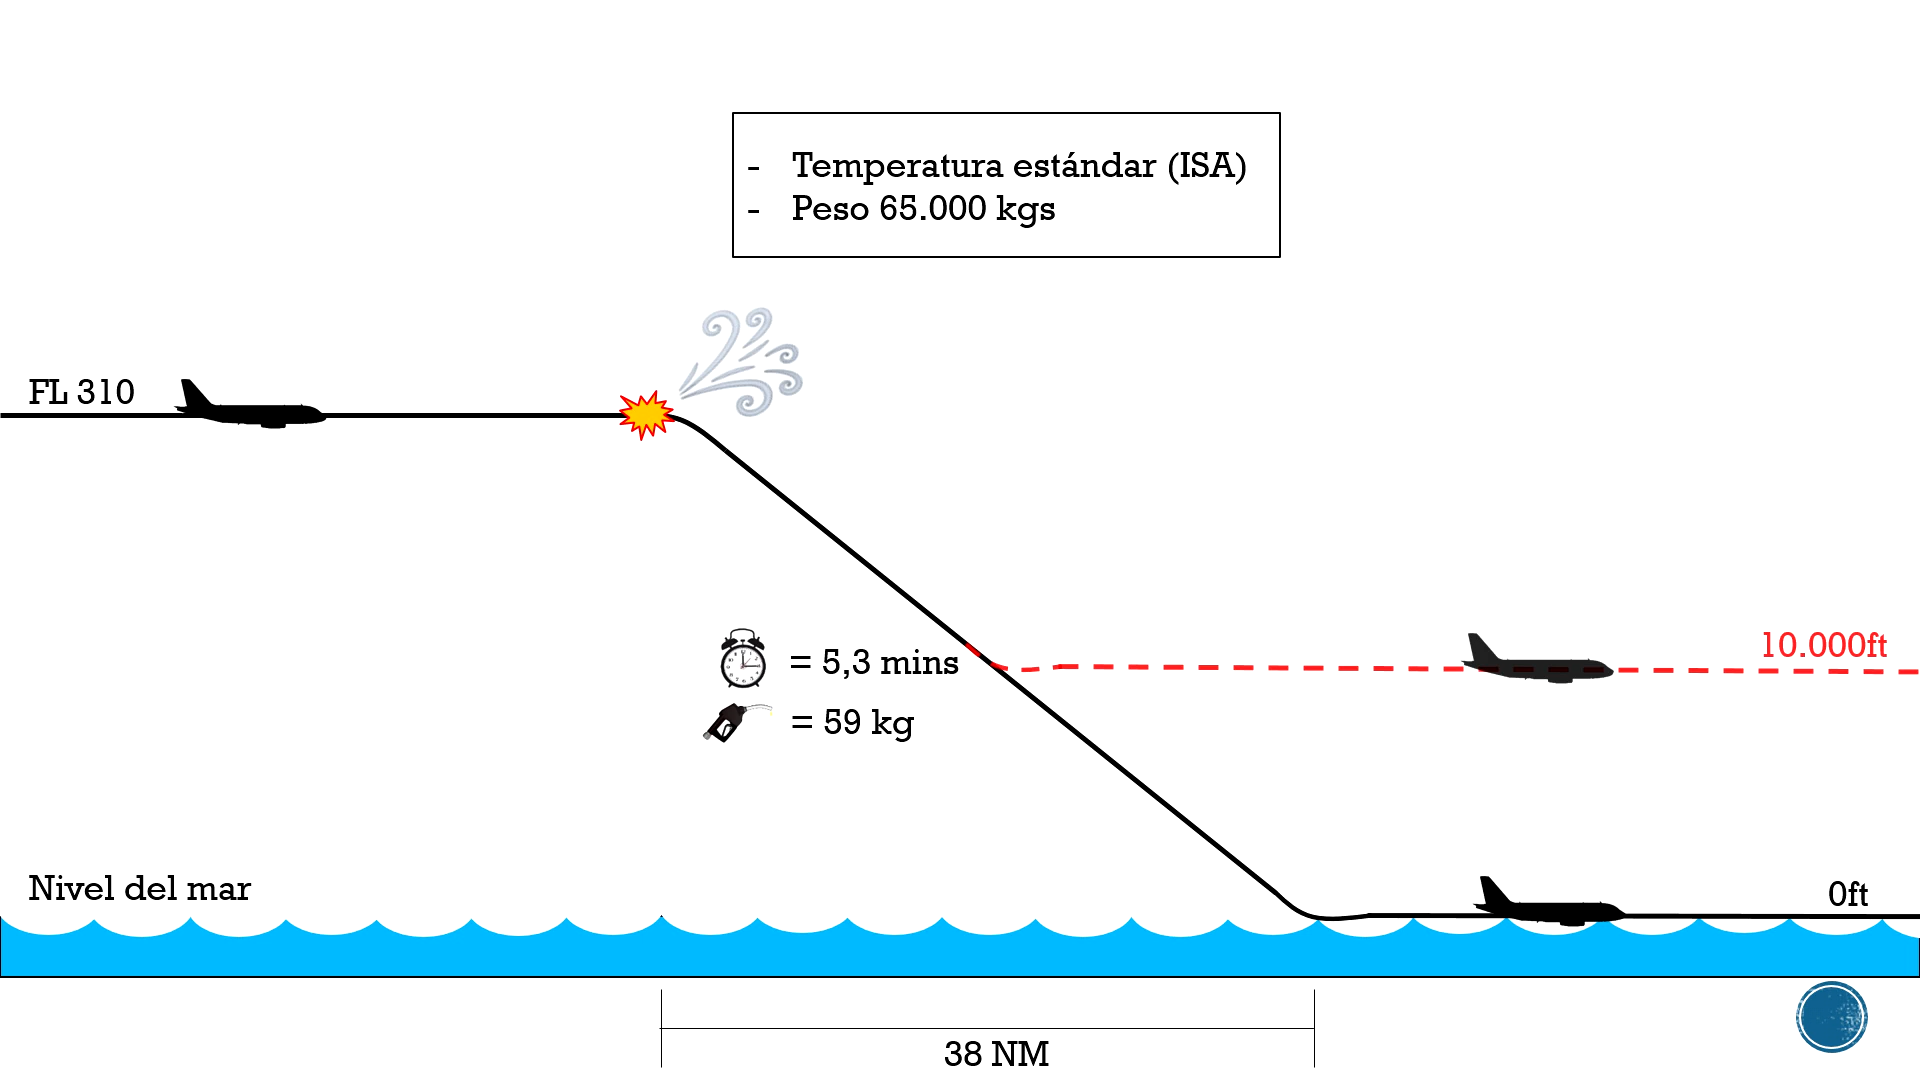 - Temperatura estándar (ISA)
- Peso 65.000 kgs
FL 310
10.000ft
= 5,3 mins
= 59 kg
Nivel del mar
0ft
38 NM